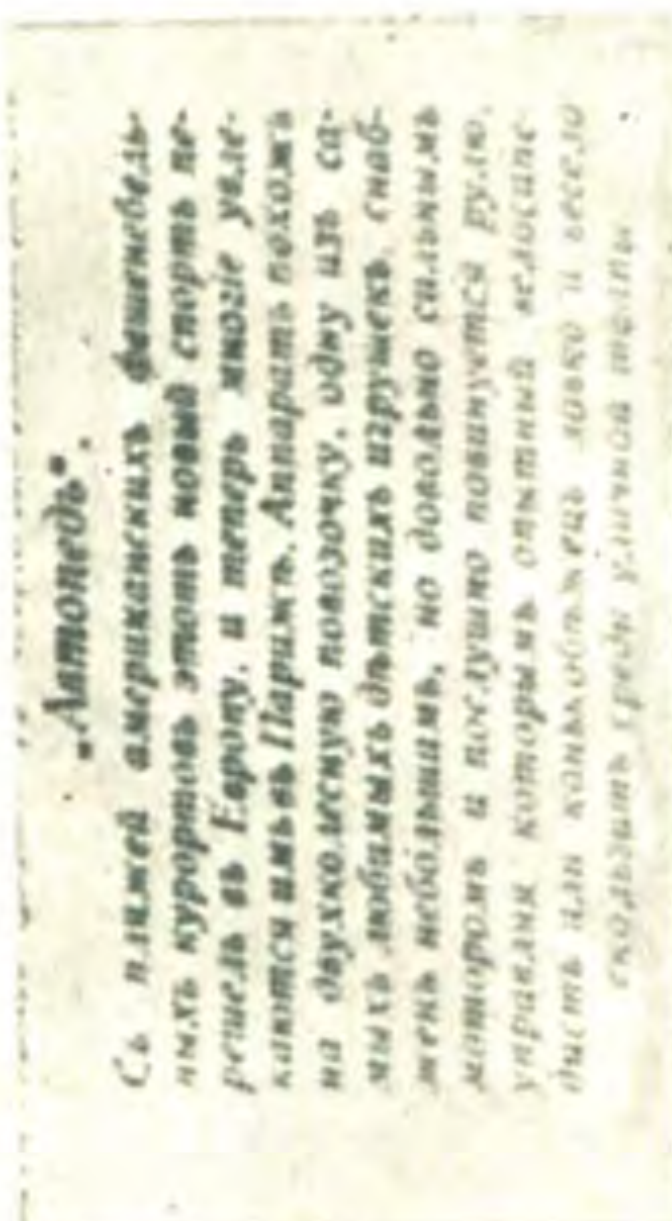 „Автопедъ“.
Съ пляжей американскихъ фешенебель-
ныхъ курортовъ этотъ новый спортъ пе-
решелъ въ Европу, и теперь многіе увле-
каются имъ въ Парижѣ. Аппаратъ похожъ
на двухколесную повозочку, одну изъ са-
мыхъ любимыхъ дѣтскихъ игрушекъ, снаб-
женъ небольшимъ, но довольно сильнымъ
моторомъ и послушно повинуется рулю,
управляя которымъ опытный велосипе-
дистъ или конькобѣжецъ ловко и весело
скользитъ среди уличной толпы